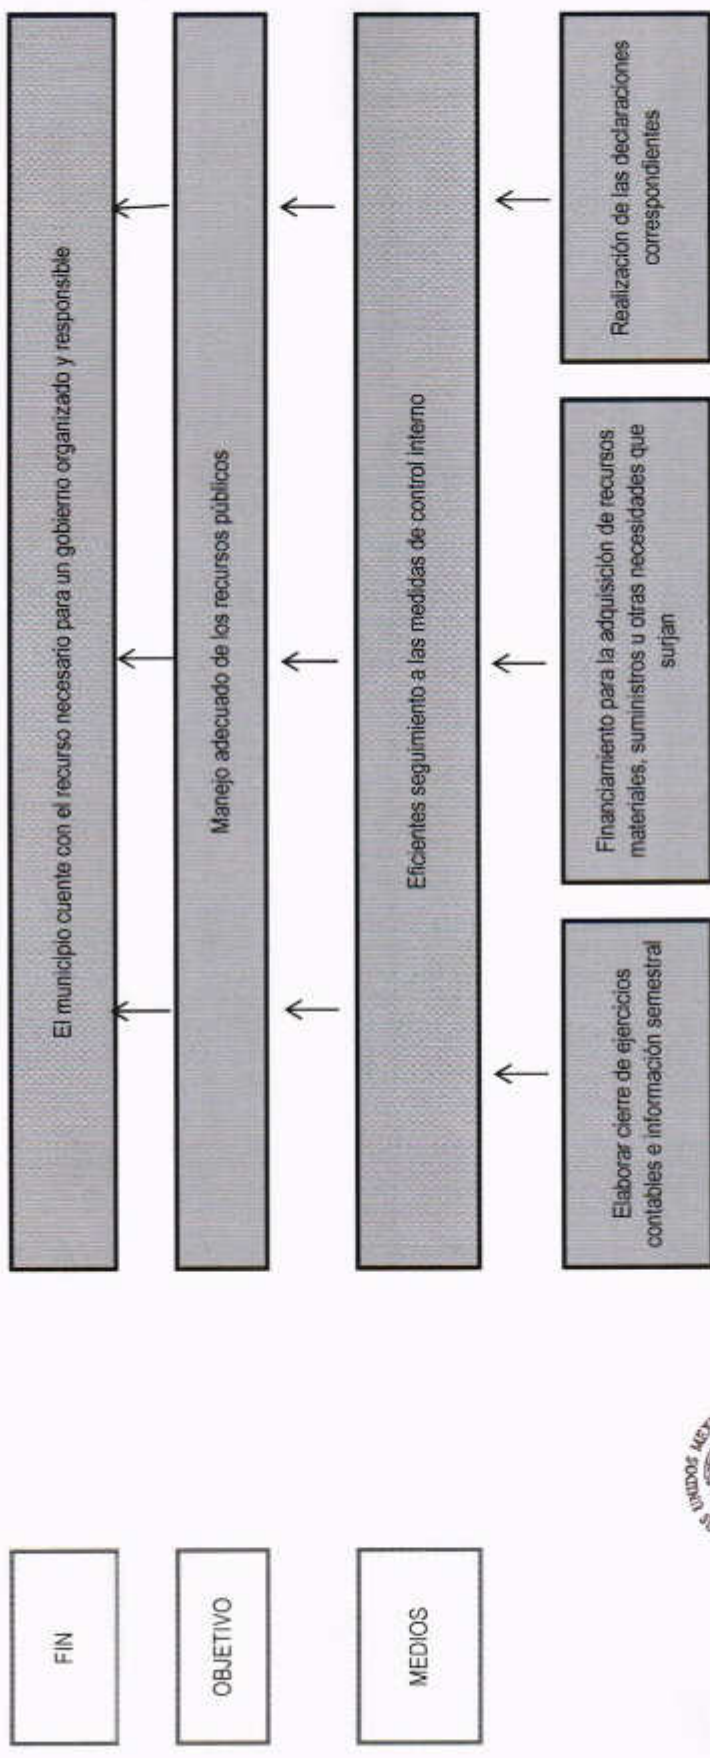 FIN
El municipio cuente con el recurso necesario para un gobierno organizado y responsible
OBJETIVO
Manejo adecuado de los recursos públicos
MEDIOS
Eficientes seguimiento a las medidas de control interno
Elaborar cierre de ejercicios
contables e información semestral
Financiamiento para la adquisición de recursos
materiales, suministros u otras necesidades que
surjan
Realización de las declaraciones
correspondientes
UNIDOS